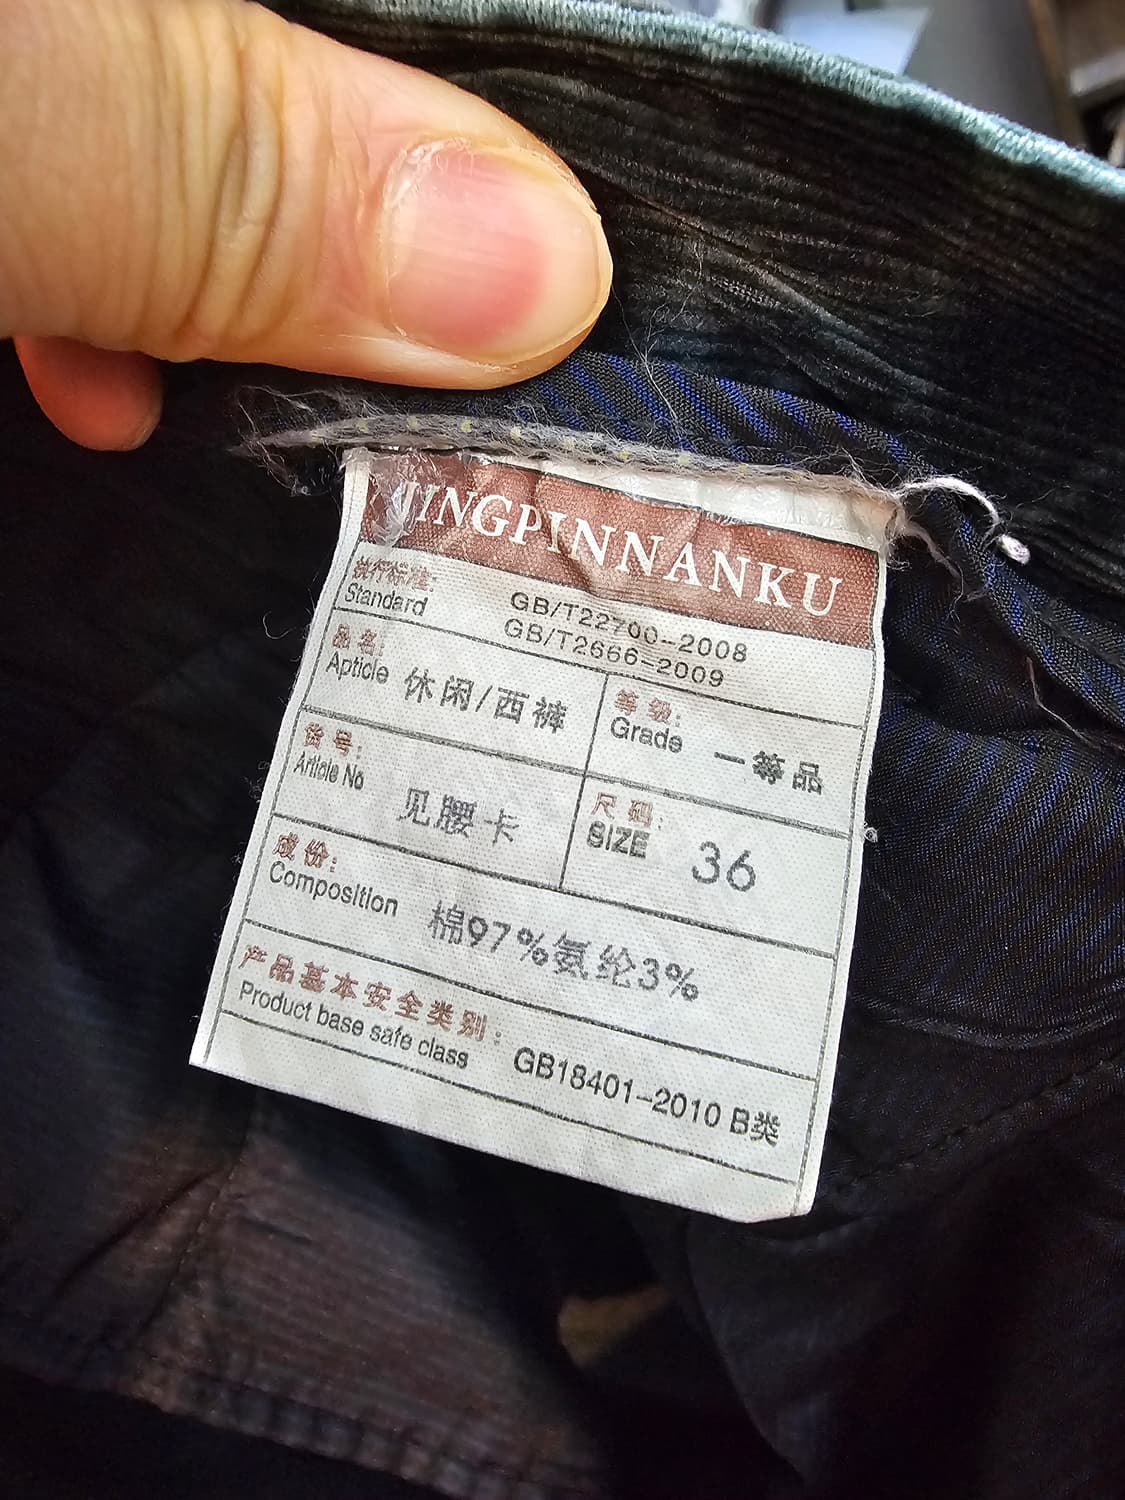 JINGPINNANKU
执行标准:
Standard
GB/T22700-2008
GB/T2666-2009
品名:
Apticle 休闲/西裤
等级:
Grade 一等品
货号:
Article No 见腰卡
尺码:
SIZE 36
成份:
Composition 棉97%氨纶3%
产品基本安全类别:
Product base safe class GB18401-2010 B类